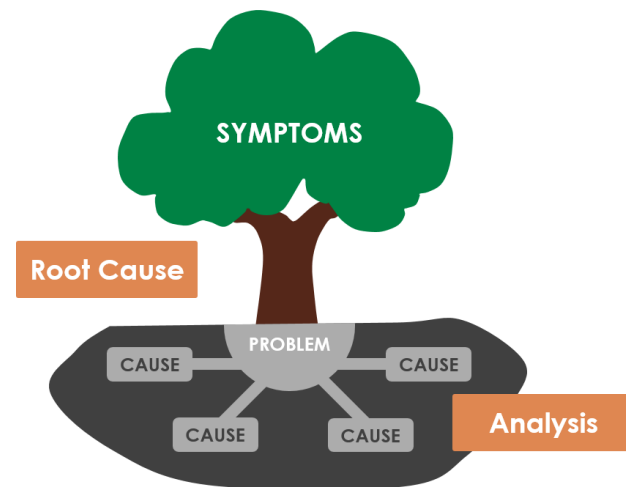 SYMPTOMS
Root Cause
PROBLEM
CAUSE
CAUSE
CAUSE
CAUSE
Analysis